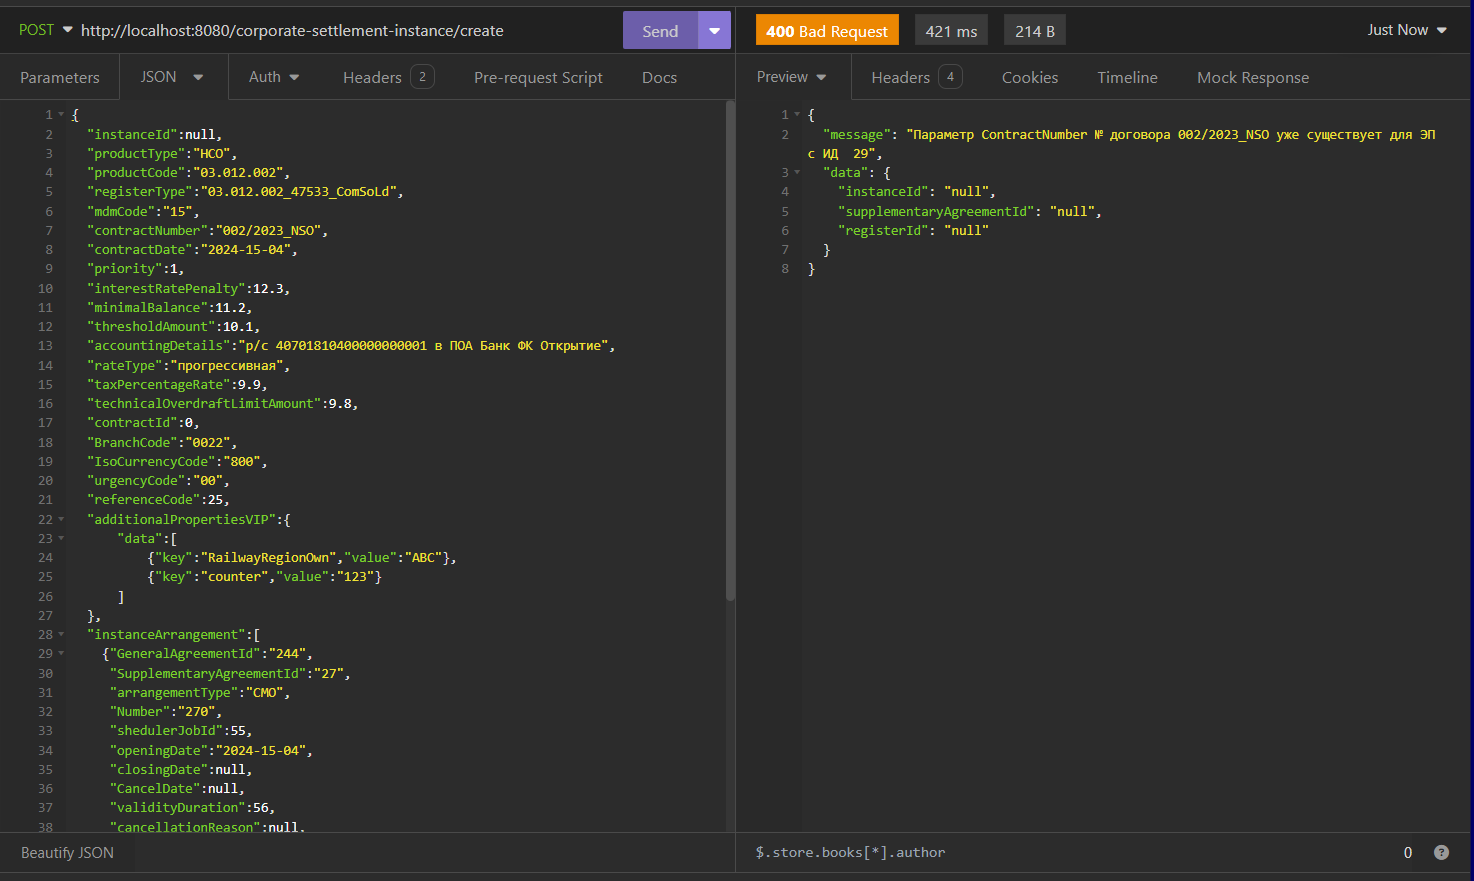 POST http://localhost:8080/corporate-settlement-instance/create Send
400 Bad Request 421 ms 214 B Just Now
Parameters JSON Auth Headers 2 Pre-request Script Docs
Preview Headers 4 Cookies Timeline Mock Response
1 {
2 "instanceId":null,
3 "productType":"НСО",
4 "productCode":"03.012.002",
5 "registerType":"03.012.002_47533_ComSoLd",
6 "mdmCode":"15",
7 "contractNumber":"002/2023_NSO",
8 "contractDate":"2024-15-04",
9 "priority":1,
10 "interestRatePenalty":12.3,
11 "minimalBalance":11.2,
12 "thresholdAmount":10.1,
13 "accountingDetails":"р/с 40701810400000000001 в ПОА Банк ФК Открытие",
14 "rateType":"прогрессивная",
15 "taxPercentageRate":9.9,
16 "technicalOverdraftLimitAmount":9.8,
17 "contractId":0,
18 "BranchCode":"0022",
19 "IsoCurrencyCode":"800",
20 "urgencyCode":"00",
21 "referenceCode":25,
22 "additionalPropertiesVIP":{
23 "data":[
24 {"key":"RailwayRegionOwn","value":"ABC"},
25 {"key":"counter","value":"123"}
26 ]
27 },
28 "instanceArrangement":[
29 {"GeneralAgreementId":"244",
30 "SupplementaryAgreementId":"27",
31 "arrangementType":"СМО",
32 "Number":"270",
33 "shedulerJobId":55,
34 "openingDate":"2024-15-04",
35 "closingDate":null,
36 "CancelDate":null,
37 "validityDuration":56,
38 "cancellationReason":null,
1 {
2 "message": "Параметр ContractNumber № договора 002/2023_NSO уже существует для ЭП
с ИД  29",
3 "data": {
4 "instanceId": "null",
5 "supplementaryAgreementId": "null",
6 "registerId": "null"
7 }
8 }
Beautify JSON
$.store.books[*].author 0 ?